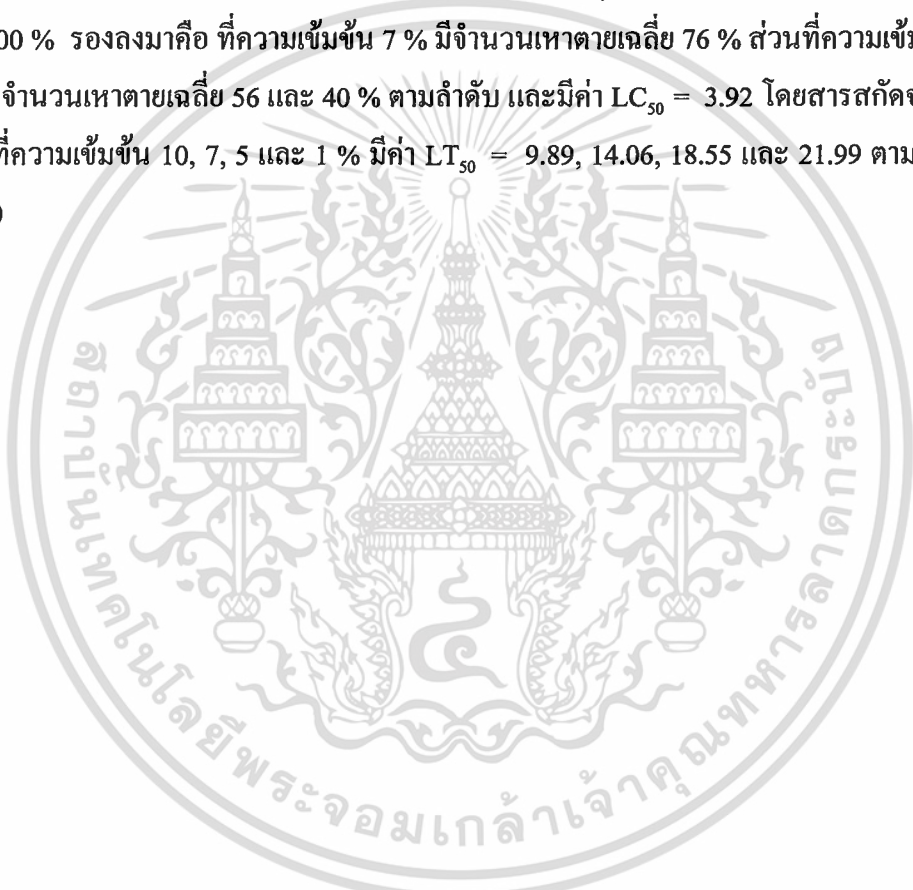 00 % รองลงมาคือ ที่ความเข้มข้น 7 % มีจำนวนเหาตายเฉลี่ย 76 % ส่วนที่ความเข้ม
จำนวนเหาตายเฉลี่ย 56 และ 40 % ตามลำดับ และมีค่า LC50 = 3.92 โดยสารสกัด
ที่ความเข้มข้น 10, 7, 5 และ 1 % มีค่า LT50 = 9.89, 14.06, 18.55 และ 21.99 ตาม
)
สถาบันเทคโนโลยีพระจอมเกล้าเจ้าคุณทหารลาดกระบัง